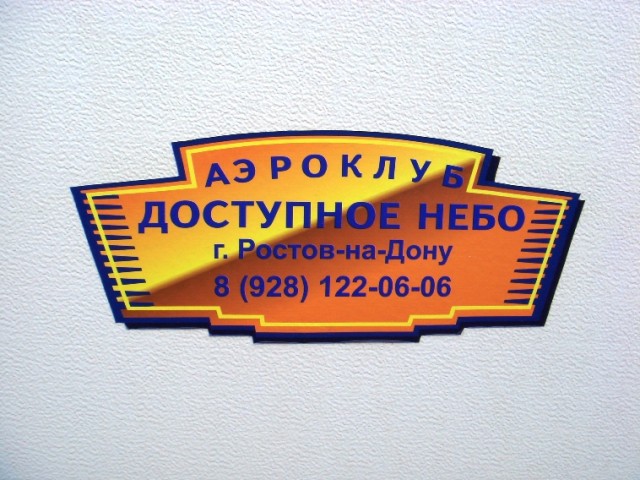 АЭРОКЛУБ
ДОСТУПНОЕ НЕБО
г. Ростов-на-Дону
8 (928) 122-06-06